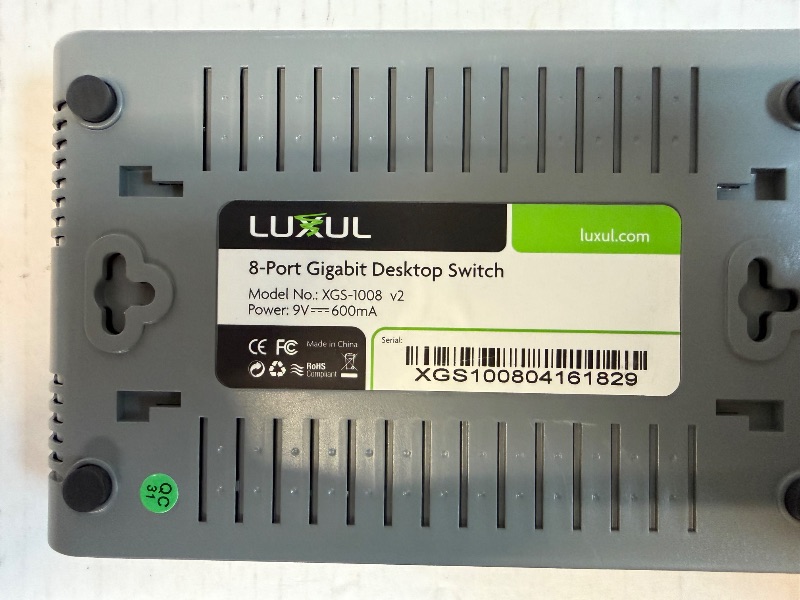 LUXUL
luxul.com
8-Port Gigabit Desktop Switch
Model No.: XGS-1008 v2
Power: 9V⎓600mA
CE FC Made in China
RoHS
Compliant
Serial:
XGS100804161829
QC
31